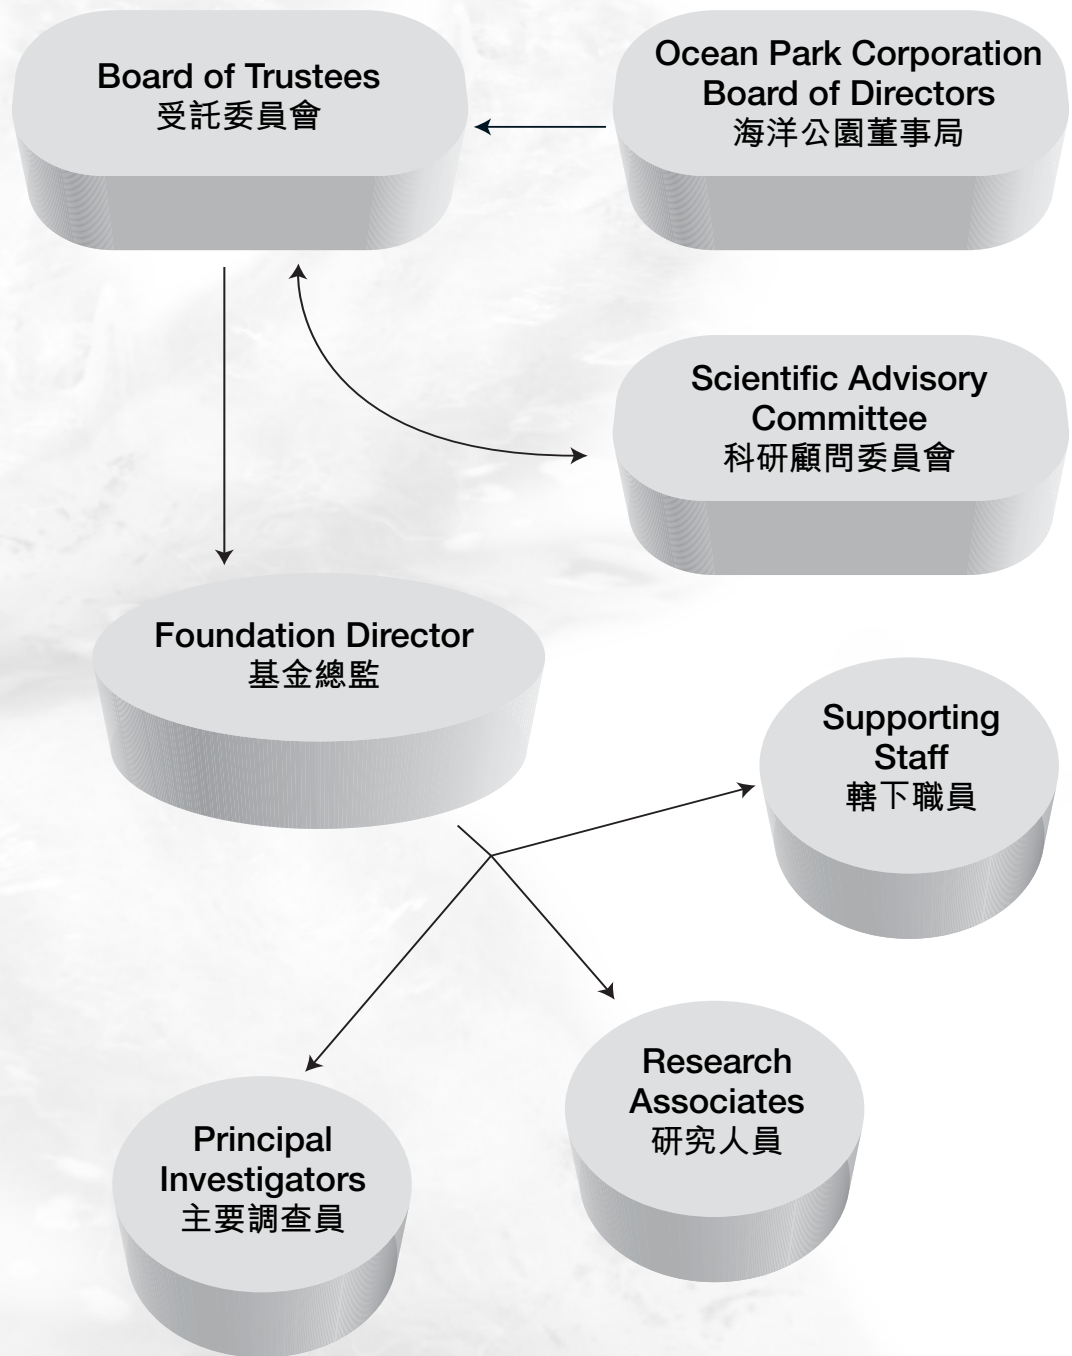 Board of Trustees
受託委員會
Ocean Park Corporation
Board of Directors
海洋公園董事局
Scientific Advisory
Committee
科研顧問委員會
Foundation Director
基金總監
Supporting
Staff
轄下職員
Research
Associates
研究人員
Principal
Investigators
主要調查員